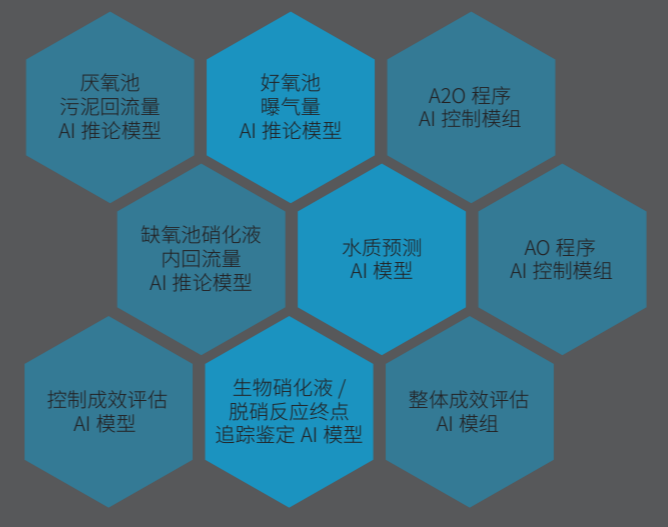 厌氧池
污泥回流量
AI 推论模型
好氧池
曝气量
AI 推论模型
A2O 程序
AI 控制模组
缺氧池硝化液
内回流量
AI 推论模型
水质预测
AI 模型
AO 程序
AI 控制模组
控制成效评估
AI 模型
生物硝化液 /
脱硝反应终点
追踪鉴定 AI 模型
整体成效评估
AI 模组